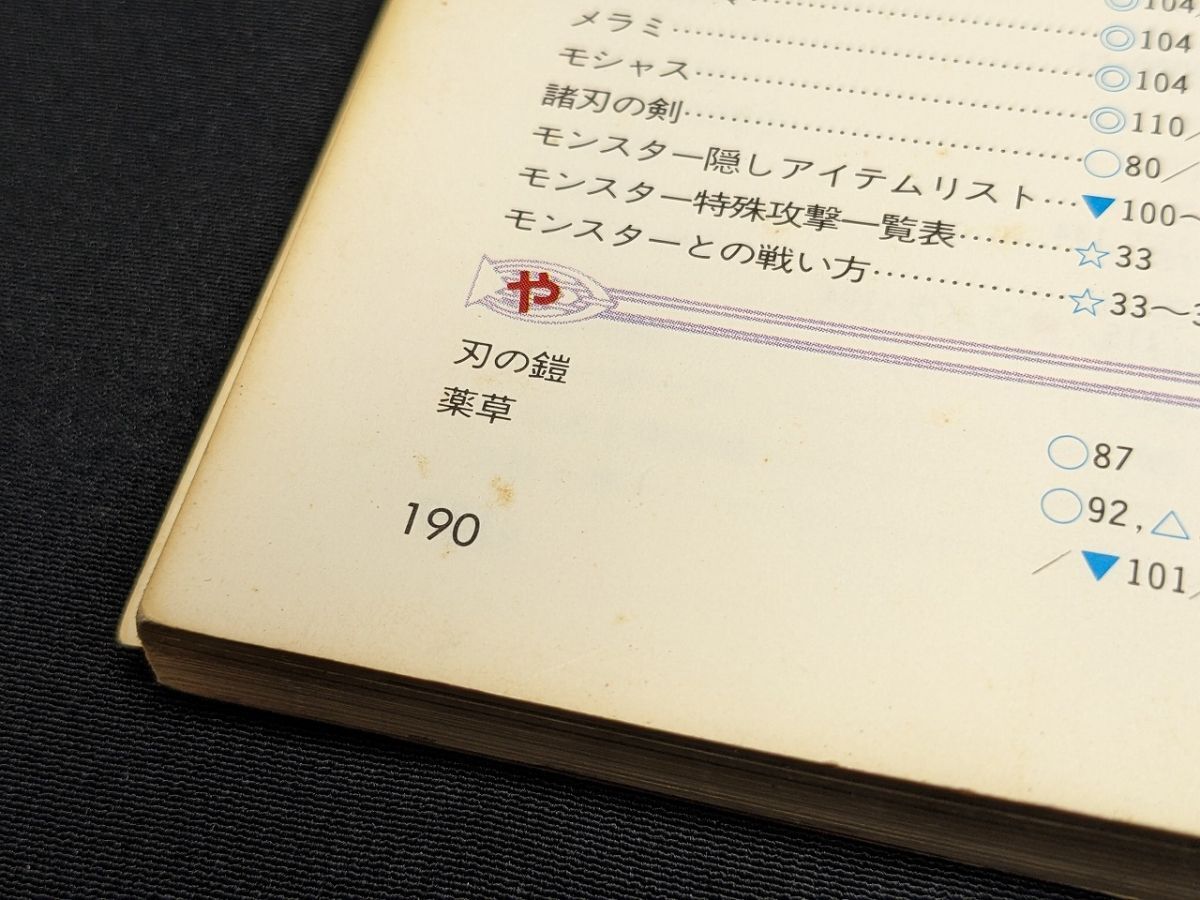 ◎104
メラミ……………………………◎104
モシャス…………………………◎110／
諸刃の剣…………………………○80／
モンスター隠しアイテムリスト…▼100〜
モンスター特殊攻撃一覧表………☆33
モンスターとの戦い方……………☆33〜
や
刃の鎧 ○87
薬草 ○92,△
／▼101／
190